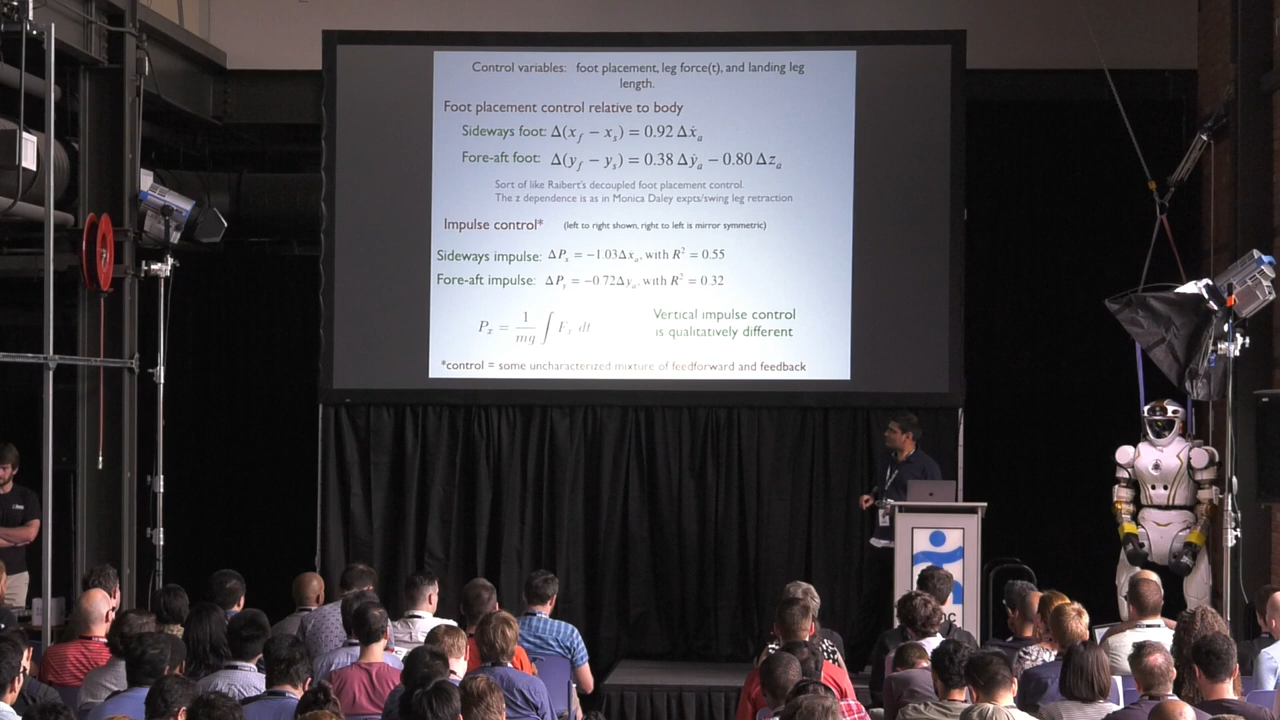 Control variables: foot placement, leg force(t), and landing leg
length.
Foot placement control relative to body
Sideways foot: Δ(x_f − x_s) = 0.92 Δẋ_a
Fore-aft foot: Δ(y_f − y_s) = 0.38 Δẏ_a − 0.80 Δz_a
Sort of like Raibert's decoupled foot placement control.
The z dependence is as in Monica Daley expts/swing leg retraction
Impulse control* (left to right shown, right to left is mirror symmetric)
Sideways impulse: ΔP_x = −1.03Δẋ_a, with R² = 0.55
Fore-aft impulse: ΔP_y = −0.72Δẏ_a, with R² = 0.32
P_x = 1/mg ∫ F_x dt
Vertical impulse control
is qualitatively different
*control = some uncharacterized mixture of feedforward and feedback